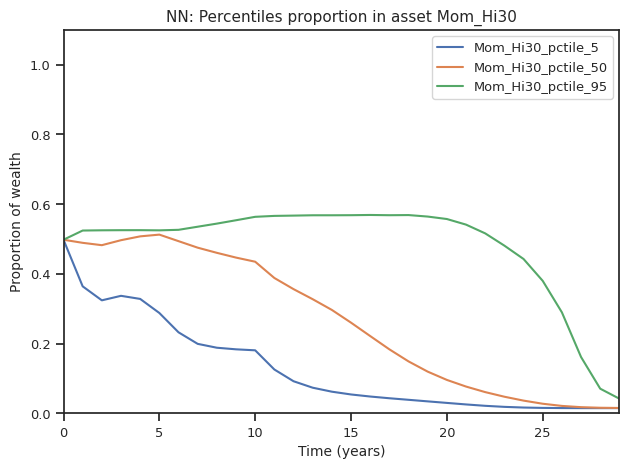 NN: Percentiles proportion in asset Mom_Hi30
Mom_Hi30_pctile_5
Mom_Hi30_pctile_50
Mom_Hi30_pctile_95
Proportion of wealth
1.0
0.8
0.6
0.4
0.2
0.0
0 5 10 15 20 25
Time (years)